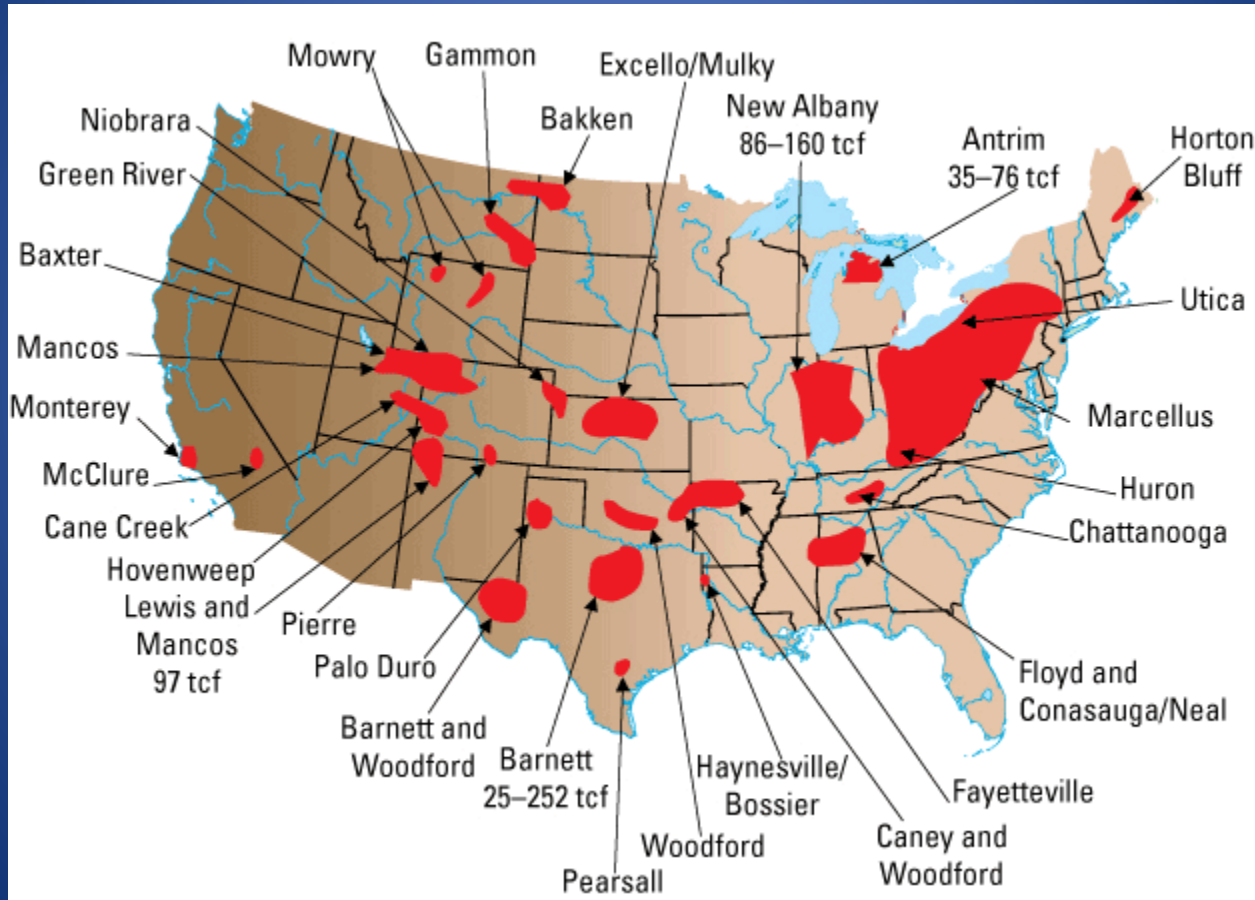 Mowry
Gammon
Excello/Mulky
New Albany
86–160 tcf
Antrim
35–76 tcf
Horton
Bluff
Niobrara
Bakken
Green River
Baxter
Utica
Mancos
Monterey
Marcellus
McClure
Huron
Cane Creek
Chattanooga
Hovenweep
Lewis and
Mancos
97 tcf
Pierre
Palo Duro
Floyd and
Conasauga/Neal
Barnett and
Woodford
Barnett
25–252 tcf
Haynesville/
Bossier
Fayetteville
Woodford
Caney and
Woodford
Pearsall